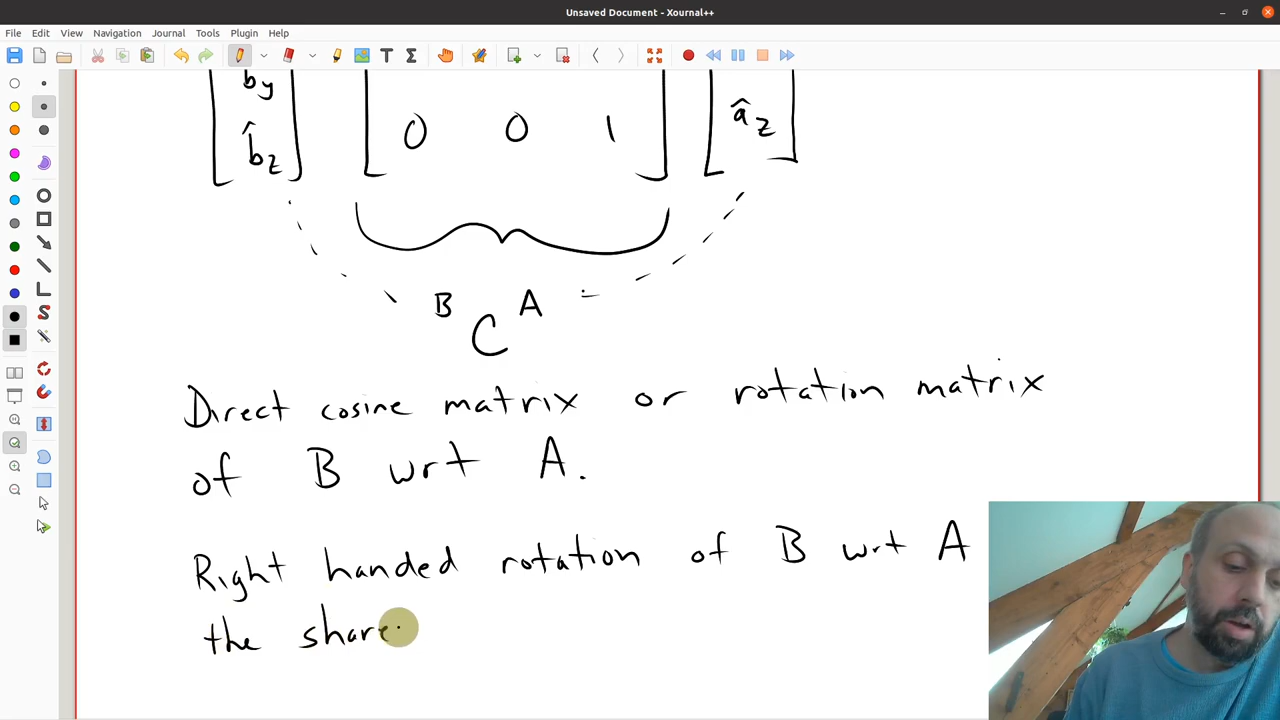 Unsaved Document - Xournal++
File Edit View Navigation Journal Tools Plugin Help
b̂y
b̂z
0 0 1
âz
B C A
Direct cosine matrix or rotation matrix
of B wrt A.
Right handed rotation of B wrt A
the share